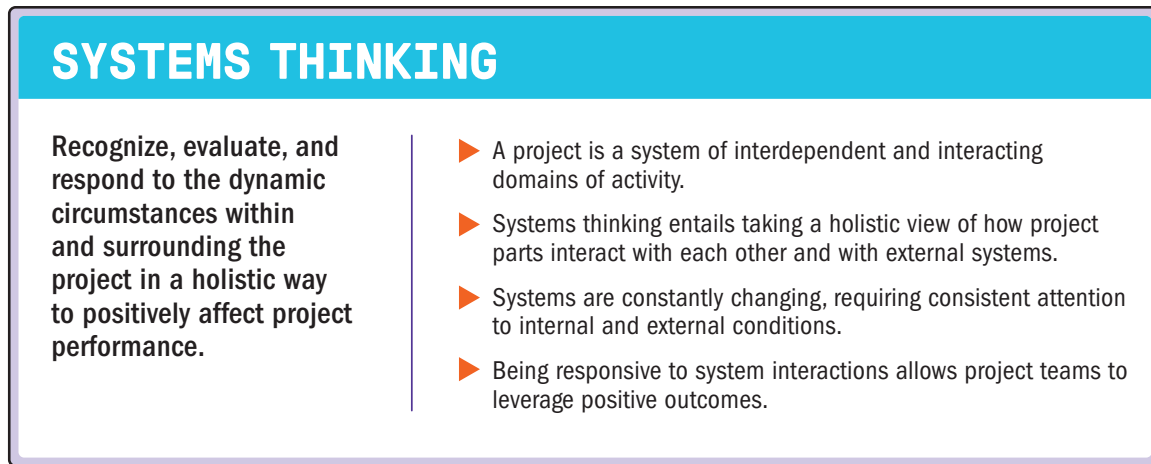 SYSTEMS THINKING
Recognize, evaluate, and
respond to the dynamic
circumstances within
and surrounding the
project in a holistic way
to positively affect project
performance.
A project is a system of interdependent and interacting
domains of activity.
Systems thinking entails taking a holistic view of how project
parts interact with each other and with external systems.
Systems are constantly changing, requiring consistent attention
to internal and external conditions.
Being responsive to system interactions allows project teams to
leverage positive outcomes.